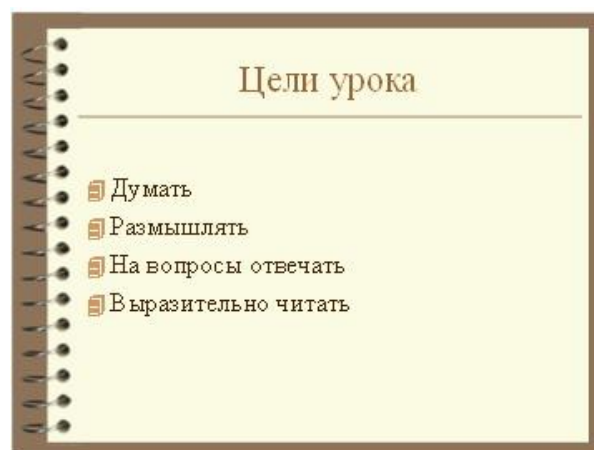 Цели урока
Думать
Размышлять
На вопросы отвечать
Выразительно читать